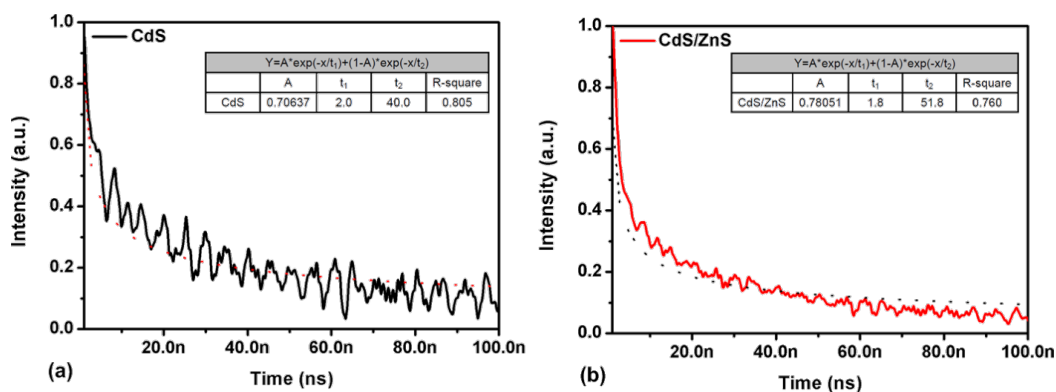 CdS
Y=A*exp(-x/t1)+(1-A)*exp(-x/t2)
A t1 t2 R-square
CdS 0.70637 2.0 40.0 0.805
1.0
0.8
0.6
0.4
0.2
0.0
Intensity (a.u.)
20.0n 40.0n 60.0n 80.0n 100.0n
(a) Time (ns)
CdS/ZnS
Y=A*exp(-x/t1)+(1-A)*exp(-x/t2)
A t1 t2 R-square
CdS/ZnS 0.78051 1.8 51.8 0.760
1.0
0.8
0.6
0.4
0.2
0.0
Intensity (a.u.)
20.0n 40.0n 60.0n 80.0n 100.0n
(b) Time (ns)